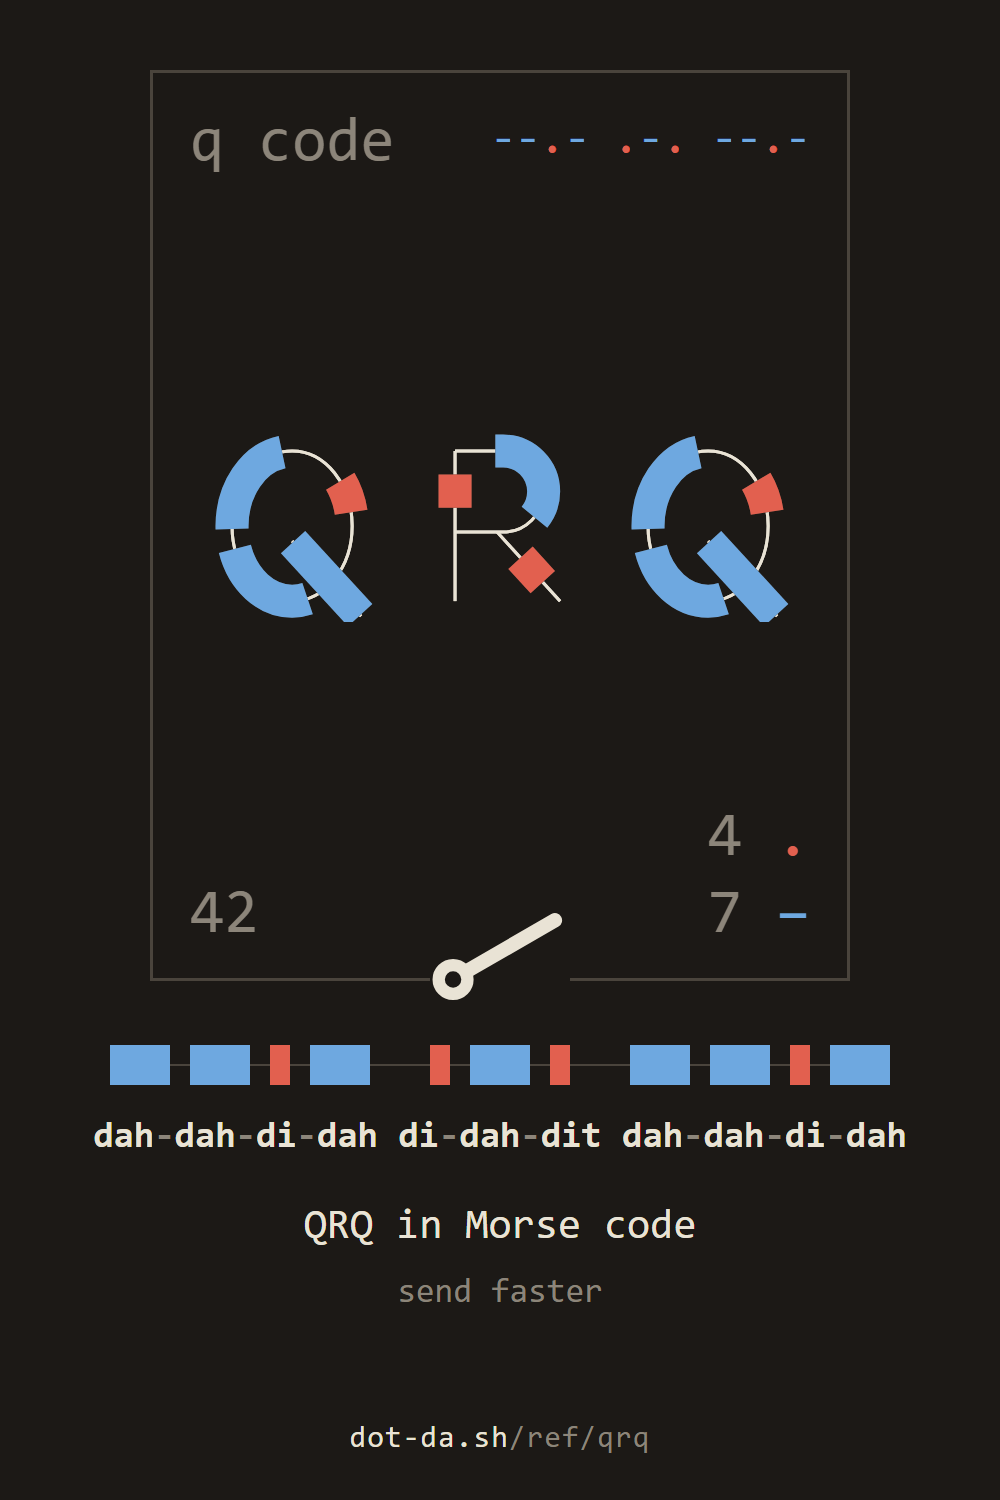 q code --.- .-. --.-
QRQ
4 .
42 7 -
dah-dah-di-dah di-dah-dit dah-dah-di-dah
QRQ in Morse code
send faster
dot-da.sh/ref/qrq